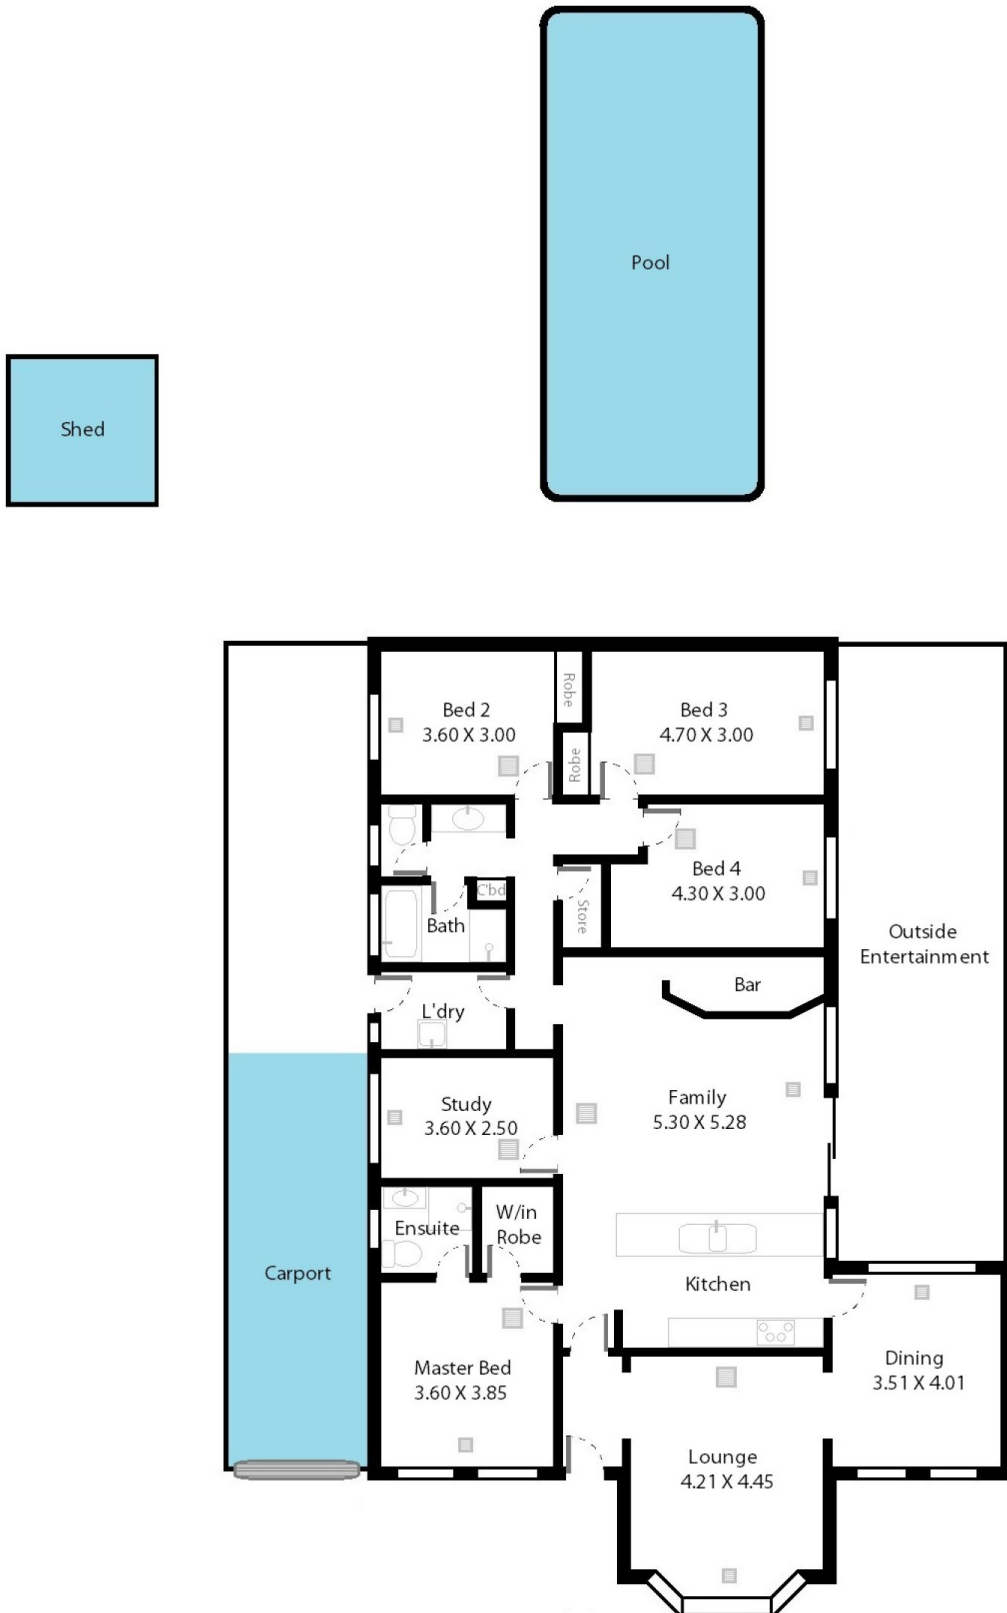 Pool
Shed
Bed 2
3.60 X 3.00
Robe
Robe
Bed 3
4.70 X 3.00
Bed 4
4.30 X 3.00
C'bd
Bath
Store
Outside
Entertainment
L'dry
Bar
Study
3.60 X 2.50
Family
5.30 X 5.28
Ensuite
W/in
Robe
Carport
Kitchen
Master Bed
3.60 X 3.85
Dining
3.51 X 4.01
Lounge
4.21 X 4.45